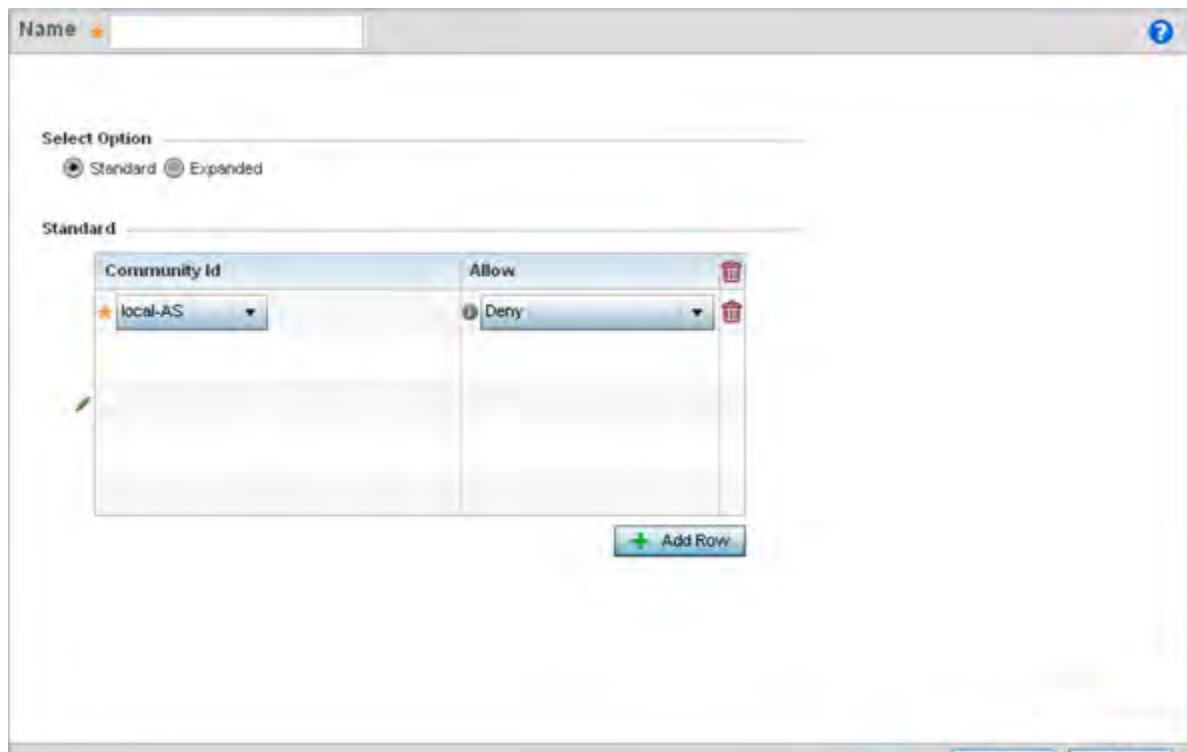 Name
Select Option
Standard Expanded
Standard
Community Id Allow
local-AS Deny
Add Row